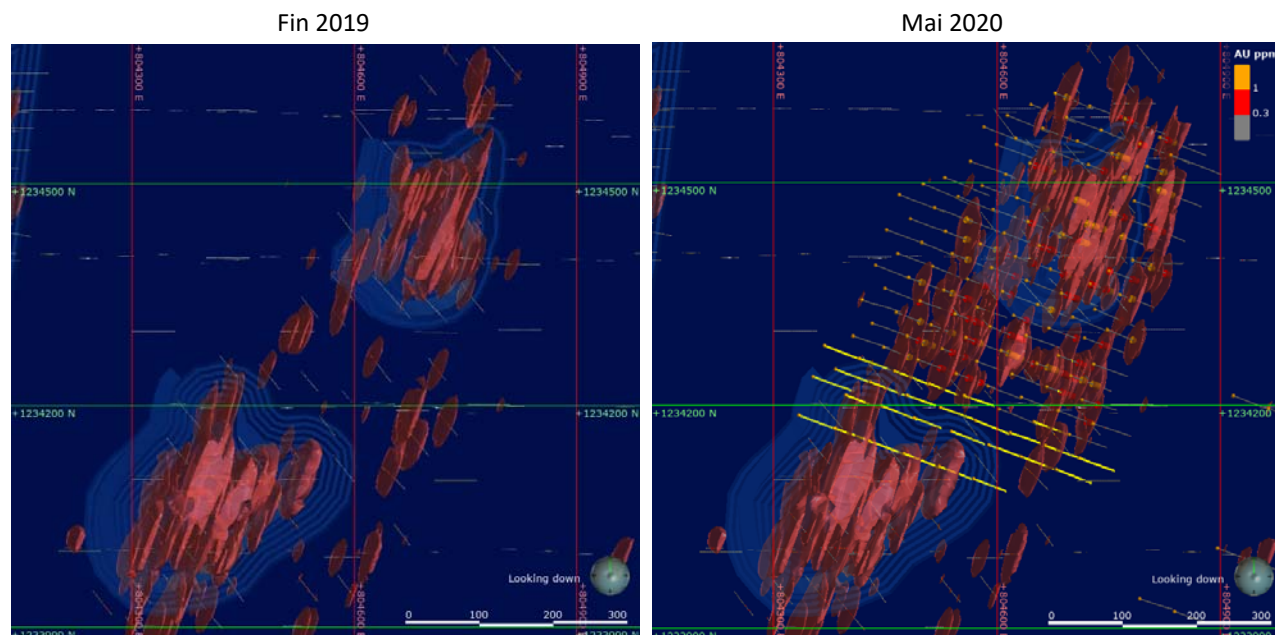 Fin 2019
Mai 2020
+804300 E
+804600 E
+804900 E
+1234500 N
+1234500 N
+1234200 N
+1234200 N
Looking down
0 100 200 300
+804300 E
+804600 E
AU ppm
1
0.3
+1234500 N
+1234500 N
+1234200 N
+1234200 N
Looking down
0 100 200 300